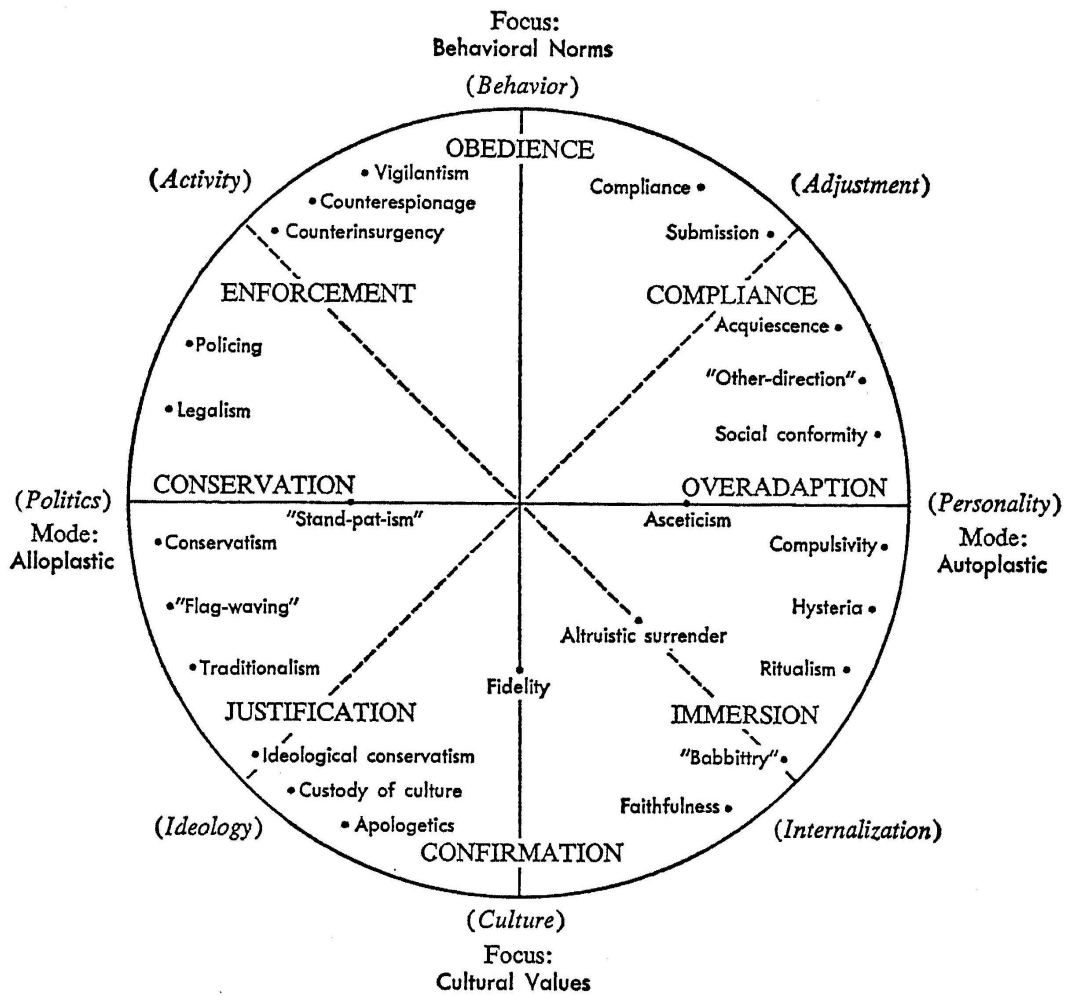 Focus:
Behavioral Norms
(Behavior)
OBEDIENCE
(Activity)
• Vigilantism
• Counterespionage
• Counterinsurgency
Compliance •
(Adjustment)
Submission •
ENFORCEMENT
COMPLIANCE
Acquiescence •
• Policing
"Other-direction" •
• Legalism
Social conformity •
(Politics)
Mode:
Alloplastic
CONSERVATION
"Stand-pat-ism"
OVERADAPTION
Asceticism
(Personality)
Mode:
Autoplastic
• Conservatism
Compulsivity •
• "Flag-waving"
Hysteria •
Altruistic surrender
• Traditionalism
Ritualism •
Fidelity
JUSTIFICATION
IMMERSION
• Ideological conservatism
"Babbittry" •
• Custody of culture
Faithfulness •
• Apologetics
(Ideology)
(Internalization)
CONFIRMATION
(Culture)
Focus:
Cultural Values